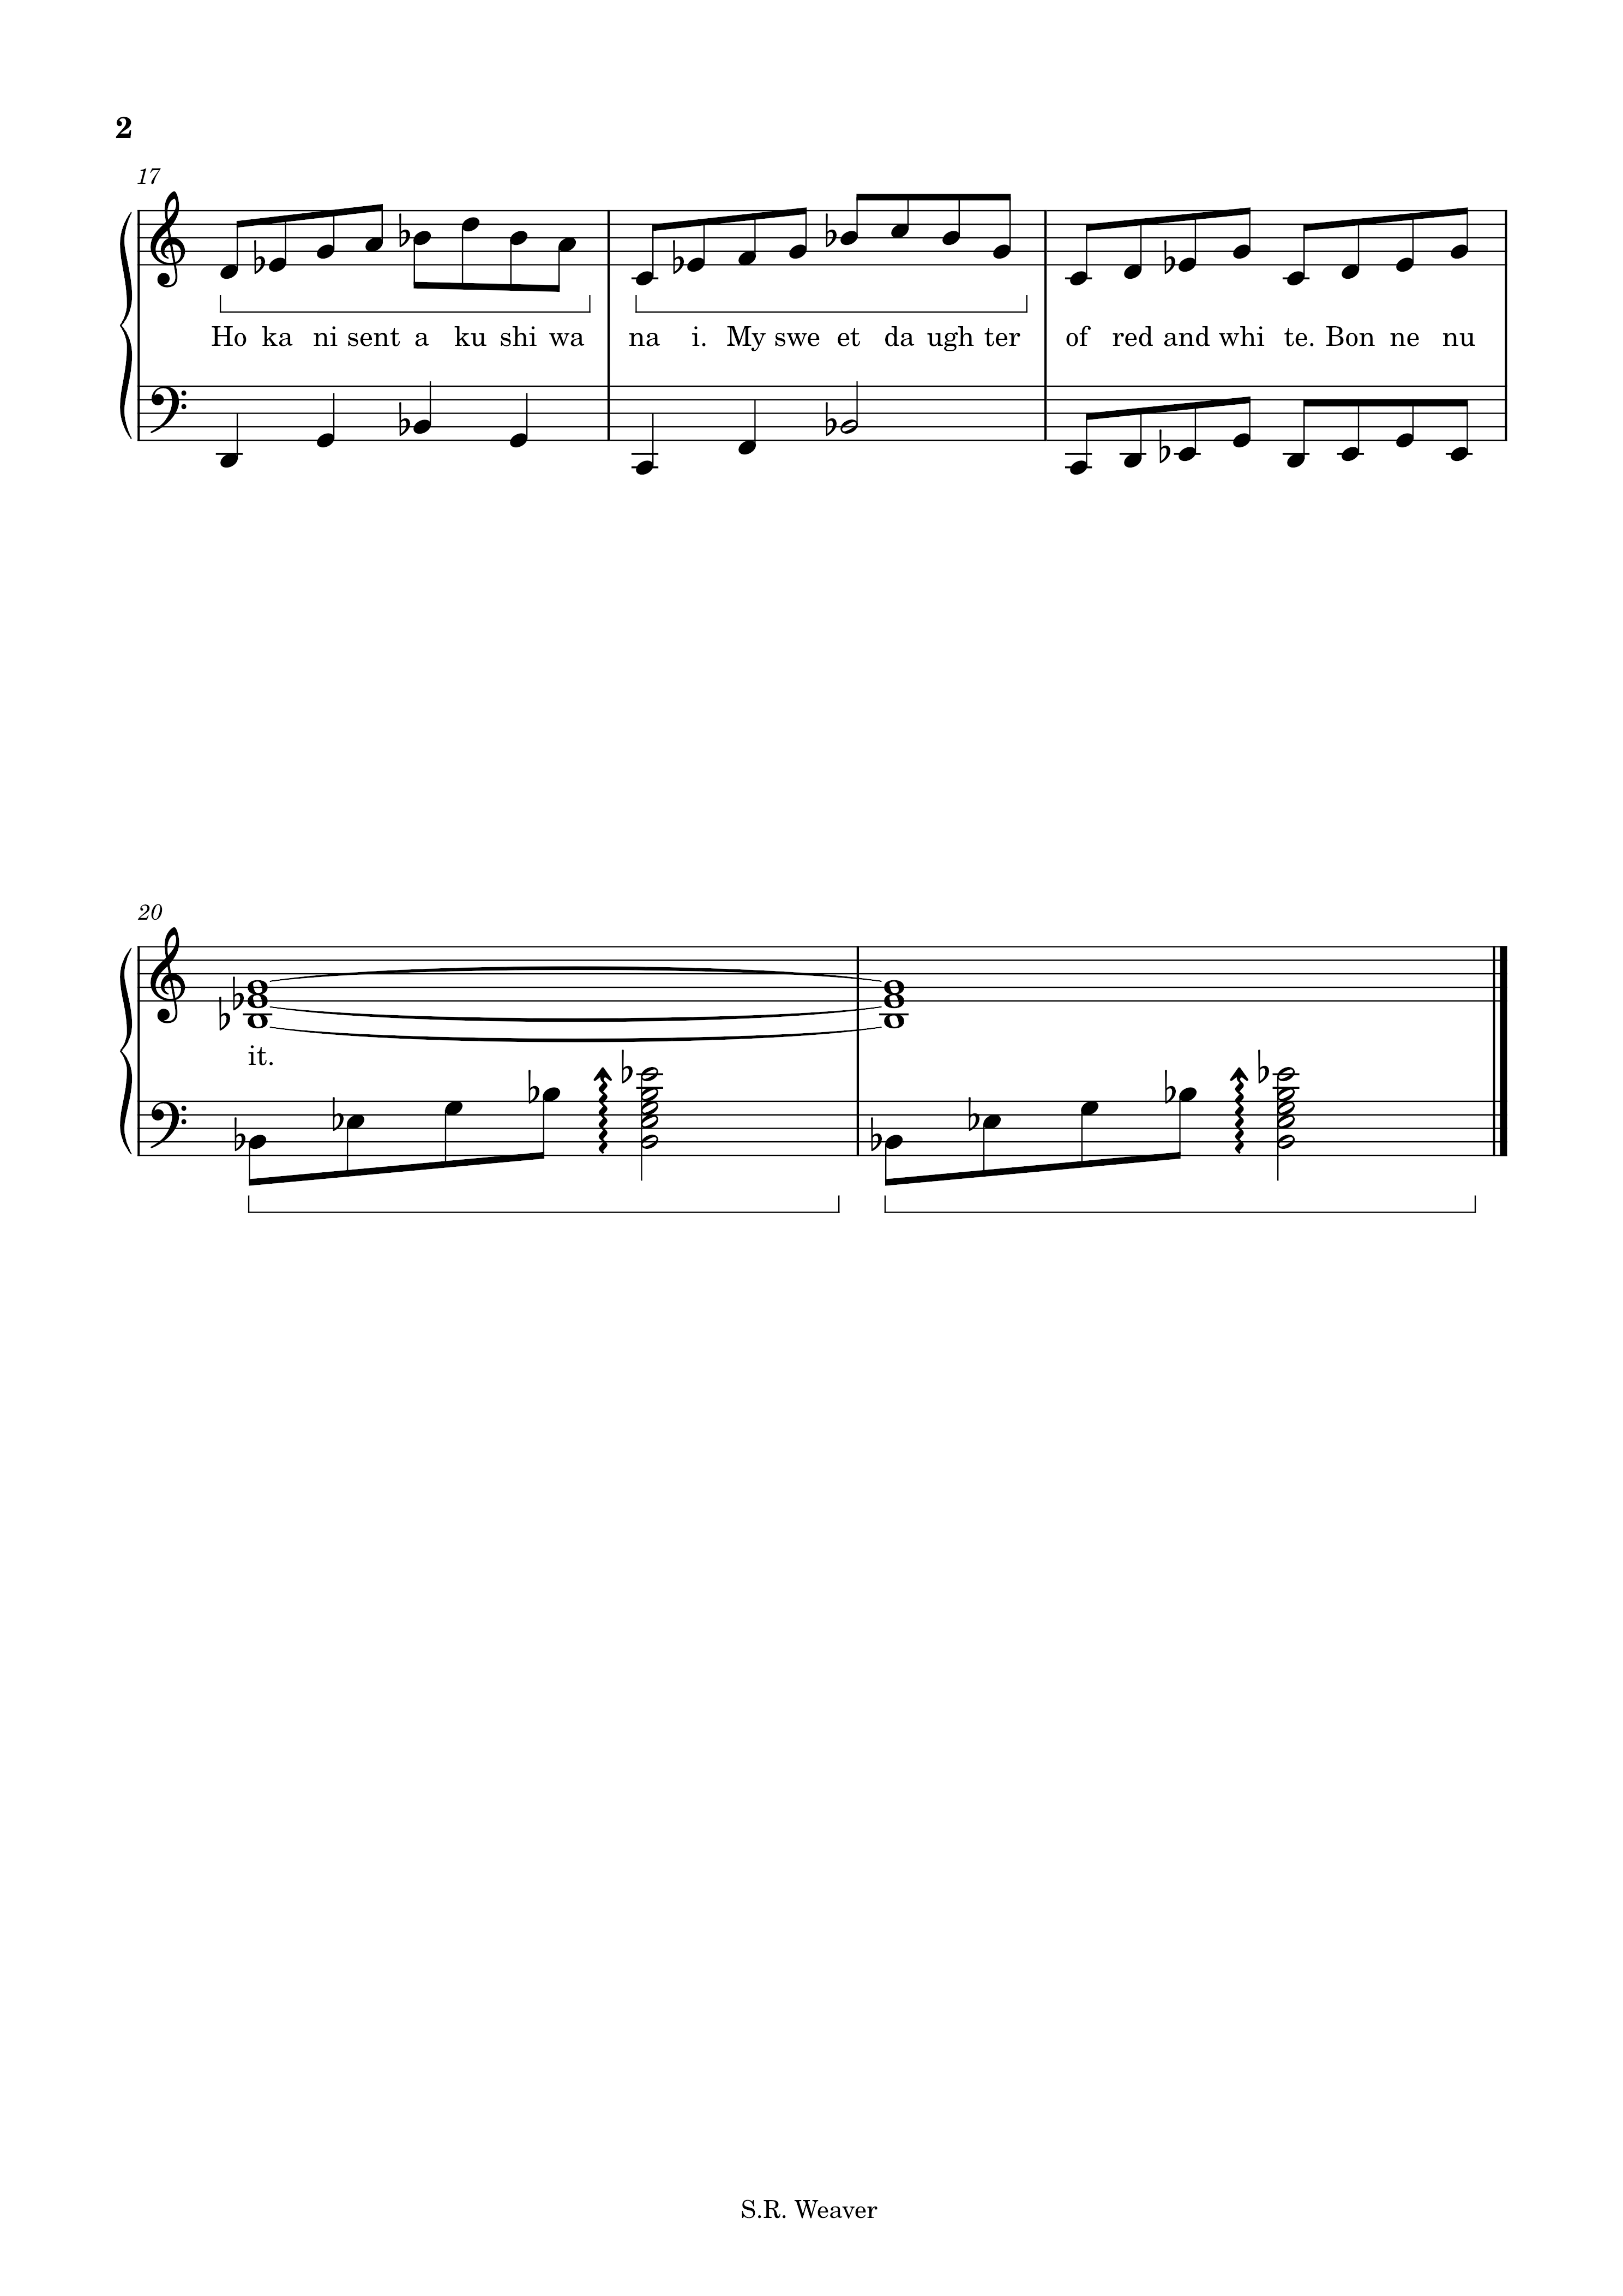 2
17
Ho ka ni sent a ku shi wa na i. My swe et da ugh ter of red and whi te. Bon ne nu
20
it.
S.R. Weaver